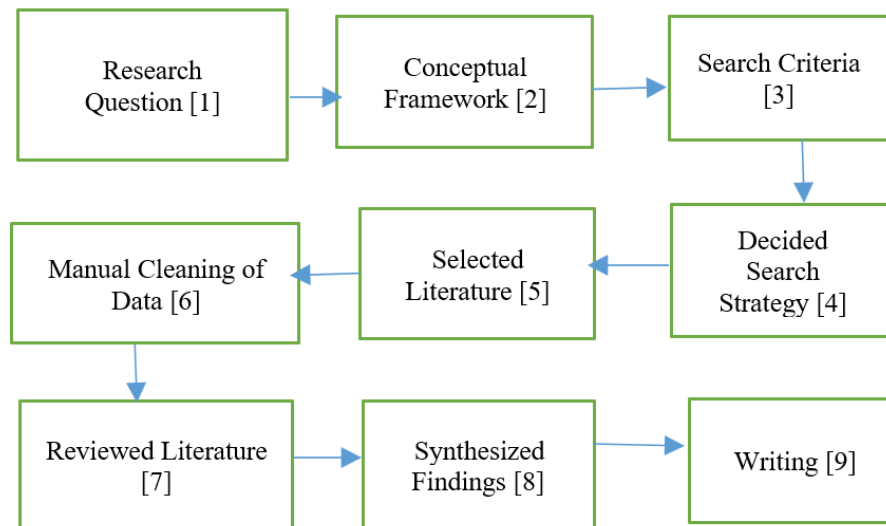 Research
Question [1]
Conceptual
Framework [2]
Search Criteria
[3]
Decided
Search
Strategy [4]
Selected
Literature [5]
Manual Cleaning of
Data [6]
Reviewed Literature
[7]
Synthesized
Findings [8]
Writing [9]